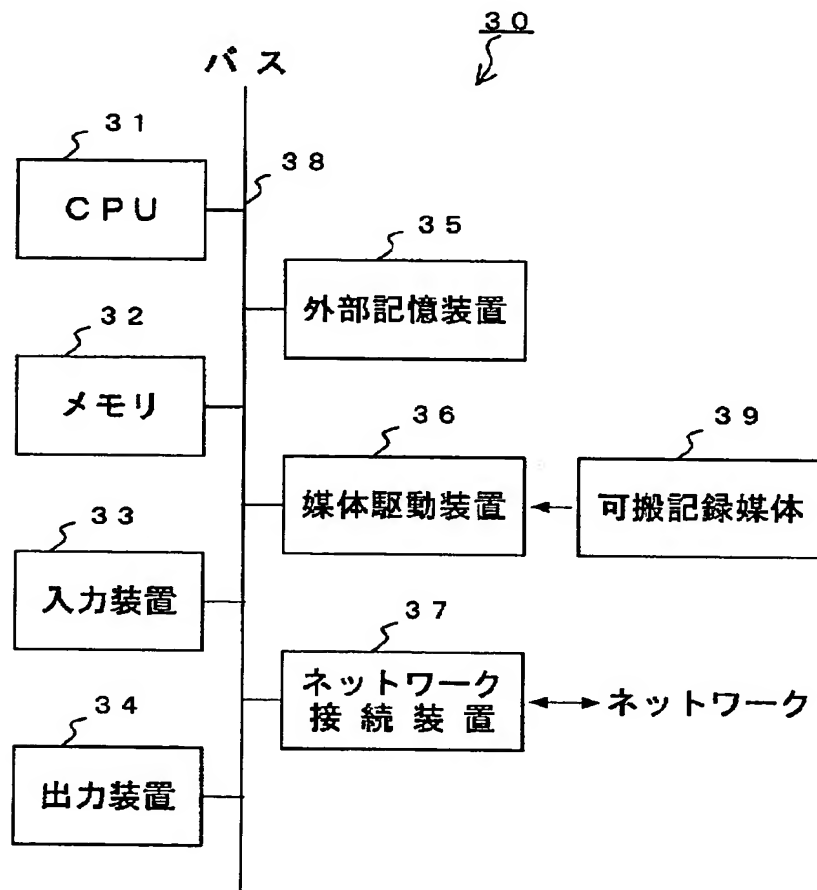 ３０
バス
３１
３８
ＣＰＵ
３５
外部記憶装置
３２
メモリ
３６
３９
媒体駆動装置
可搬記録媒体
３３
入力装置
３７
ネットワーク
接続装置
ネットワーク
３４
出力装置